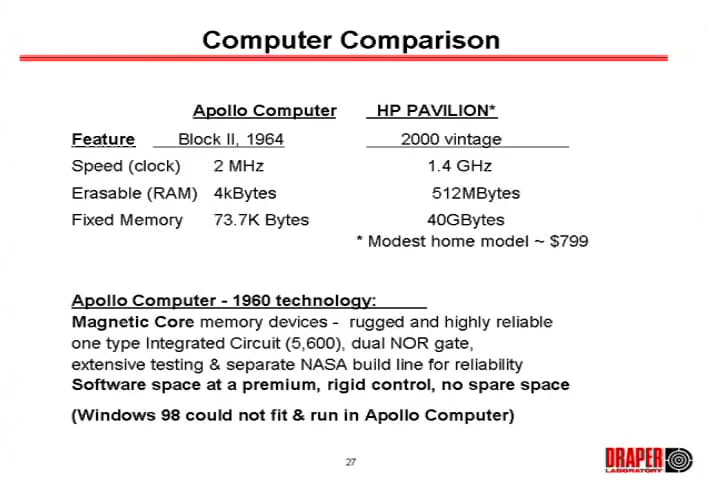 Computer Comparison
Apollo Computer HP PAVILION*
Feature Block II, 1964 2000 vintage
Speed (clock) 2 MHz 1.4 GHz
Erasable (RAM) 4kBytes 512MBytes
Fixed Memory 73.7K Bytes 40GBytes
* Modest home model ~ $799
Apollo Computer - 1960 technology:
Magnetic Core memory devices - rugged and highly reliable
one type Integrated Circuit (5,600), dual NOR gate,
extensive testing & separate NASA build line for reliability
Software space at a premium, rigid control, no spare space
(Windows 98 could not fit & run in Apollo Computer)
27
DRAPER
LABORATORY